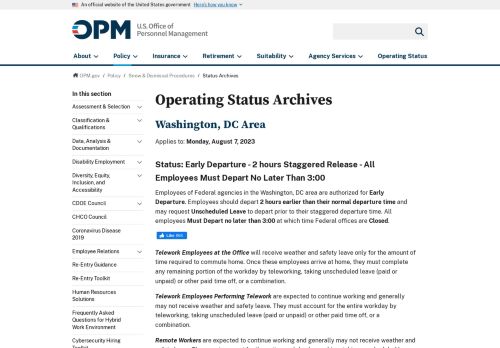 An official website of the United States government Here's how you know
OPM
U.S. Office of
Personnel Management
About
Policy
Insurance
Retirement
Suitability
Agency Services
Operating Status
OPM.gov / Policy / Snow & Dismissal Procedures / Status Archives
In this section
Assessment & Selection
Classification &
Qualifications
Data, Analysis &
Documentation
Disability Employment
Diversity, Equity,
Inclusion, and
Accessibility
CDOE Council
CHCO Council
Coronavirus Disease
2019
Employee Relations
Re-Entry Guidance
Re-Entry Toolkit
Human Resources
Solutions
Frequently Asked
Questions for Hybrid
Work Environment
Cybersecurity Hiring
Toolkit
Operating Status Archives
Washington, DC Area
Applies to: Monday, August 7, 2023
Status: Early Departure - 2 hours Staggered Release - All
Employees Must Depart No Later Than 3:00
Employees of Federal agencies in the Washington, DC area are authorized for Early
Departure. Employees should depart 2 hours earlier than their normal departure time and
may request Unscheduled Leave to depart prior to their staggered departure time. All
employees Must Depart no later than 3:00 at which time Federal offices are Closed.
Telework Employees at the Office will receive weather and safety leave only for the amount of
time required to commute home. Once these employees arrive at home, they must complete
any remaining portion of the workday by teleworking, taking unscheduled leave (paid or
unpaid) or other paid time off, or a combination.
Telework Employees Performing Telework are expected to continue working and generally
may not receive weather and safety leave. They must account for the entire workday by
teleworking, taking unscheduled leave (paid or unpaid) or other paid time off, or a
combination.
Remote Workers are expected to continue working and generally may not receive weather and